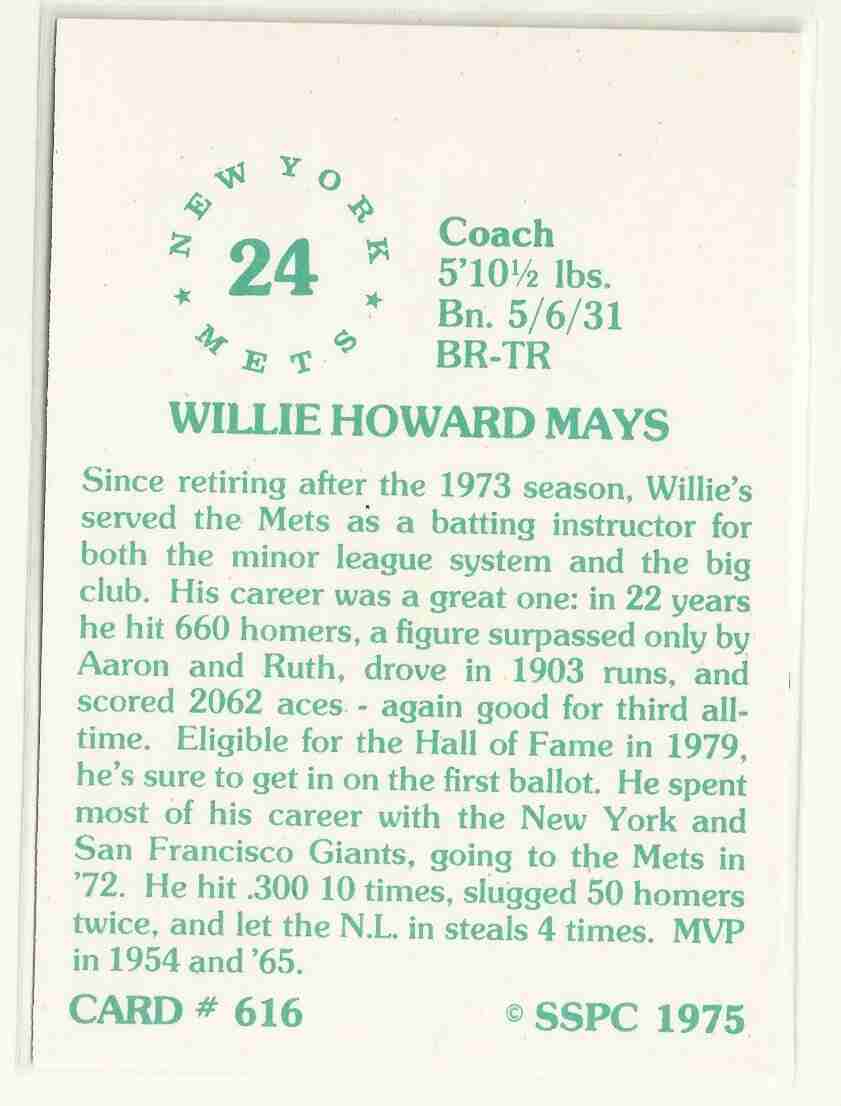 ★ NEW YORK ★
METS
24
Coach
5'10½ lbs.
Bn. 5/6/31
BR-TR
WILLIE HOWARD MAYS
Since retiring after the 1973 season, Willie's
served the Mets as a batting instructor for
both the minor league system and the big
club. His career was a great one: in 22 years
he hit 660 homers, a figure surpassed only by
Aaron and Ruth, drove in 1903 runs, and
scored 2062 aces - again good for third all-
time. Eligible for the Hall of Fame in 1979,
he's sure to get in on the first ballot. He spent
most of his career with the New York and
San Francisco Giants, going to the Mets in
'72. He hit .300 10 times, slugged 50 homers
twice, and let the N.L. in steals 4 times. MVP
in 1954 and '65.
CARD # 616
© SSPC 1975